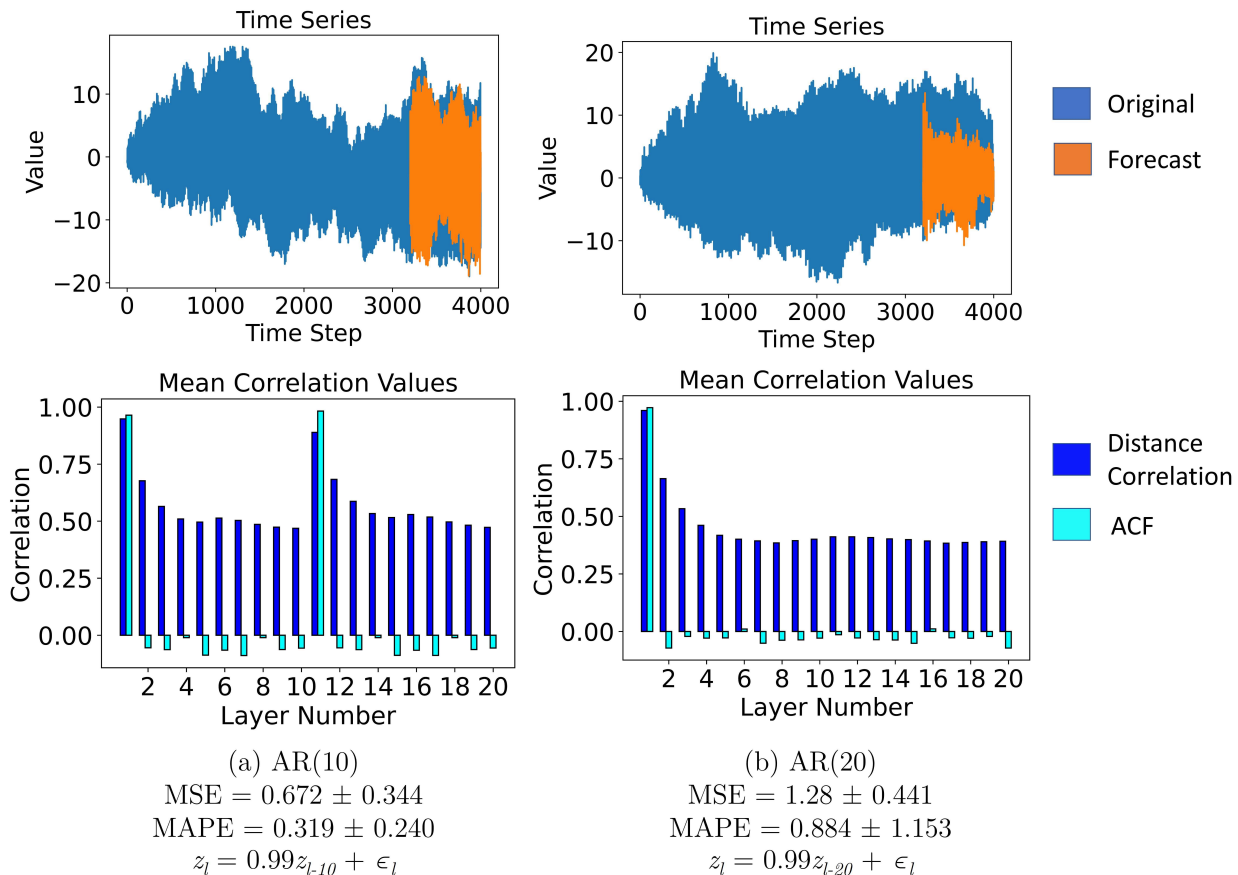 Time Series
10
0
−10
−20
Value
0 1000 2000 3000 4000
Time Step
Time Series
20
10
0
−10
Value
0 1000 2000 3000 4000
Time Step
Original
Forecast
Mean Correlation Values
1.00
0.75
0.50
0.25
0.00
Correlation
2 4 6 8 10 12 14 16 18 20
Layer Number
Mean Correlation Values
1.00
0.75
0.50
0.25
0.00
Correlation
2 4 6 8 10 12 14 16 18 20
Layer Number
Distance
Correlation
ACF
(a) AR(10)
MSE = 0.672 ± 0.344
MAPE = 0.319 ± 0.240
z_l = 0.99z_{l-10} + ϵ_l
(b) AR(20)
MSE = 1.28 ± 0.441
MAPE = 0.884 ± 1.153
z_l = 0.99z_{l-20} + ϵ_l